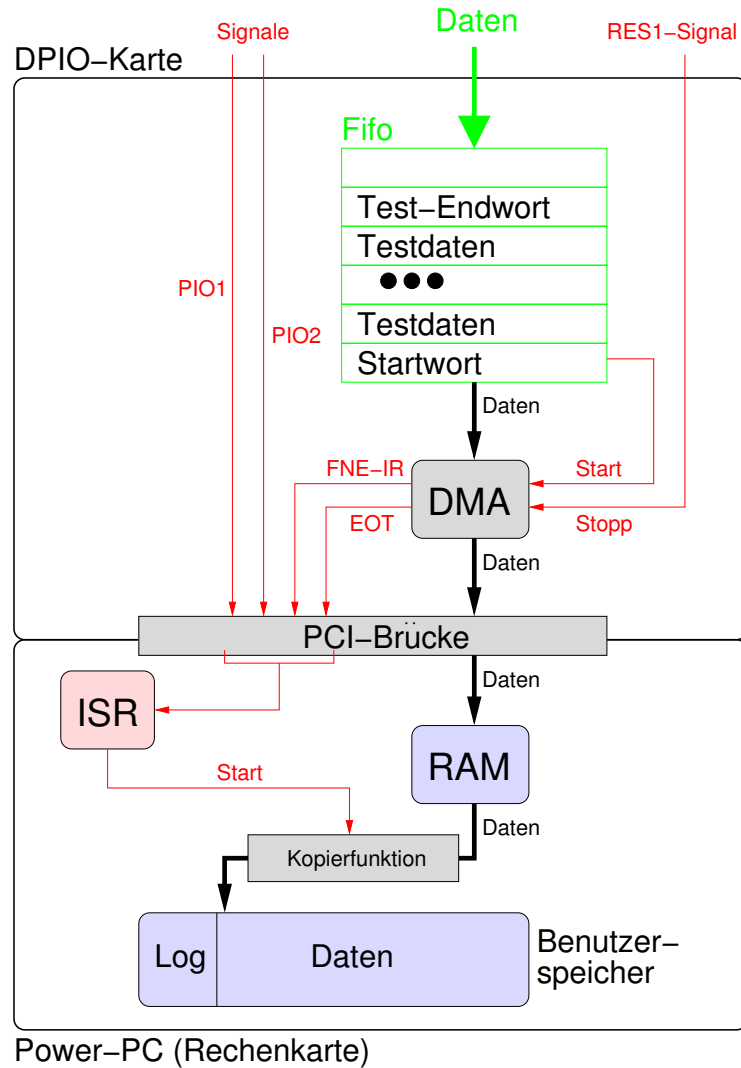 Signale
Daten
RES1−Signal
DPIO−Karte
Fifo
Test−Endwort
Testdaten
PIO1
PIO2
Testdaten
Startwort
Daten
FNE−IR
Start
DMA
EOT
Stopp
Daten
PCI−Brücke
Daten
ISR
RAM
Start
Daten
Kopierfunktion
Log
Daten
Benutzer−
speicher
Power−PC (Rechenkarte)